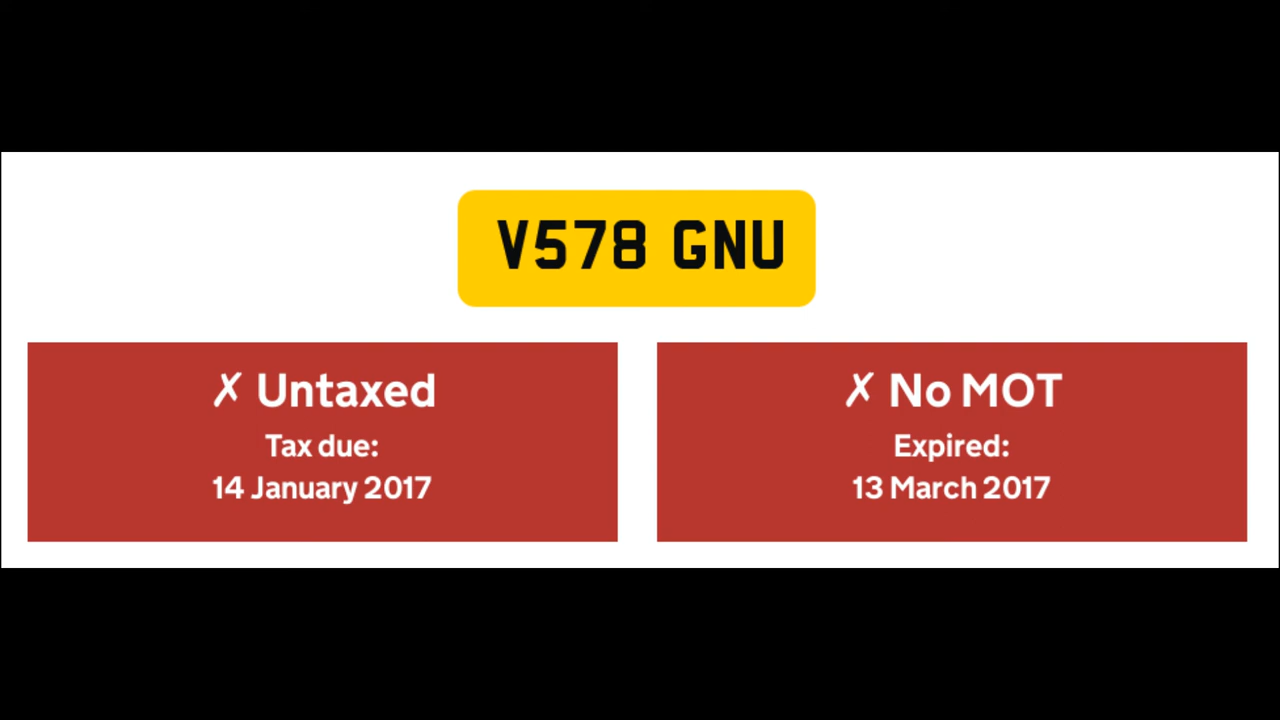 V578 GNU
✗ Untaxed
Tax due:
14 January 2017
✗ No MOT
Expired:
13 March 2017